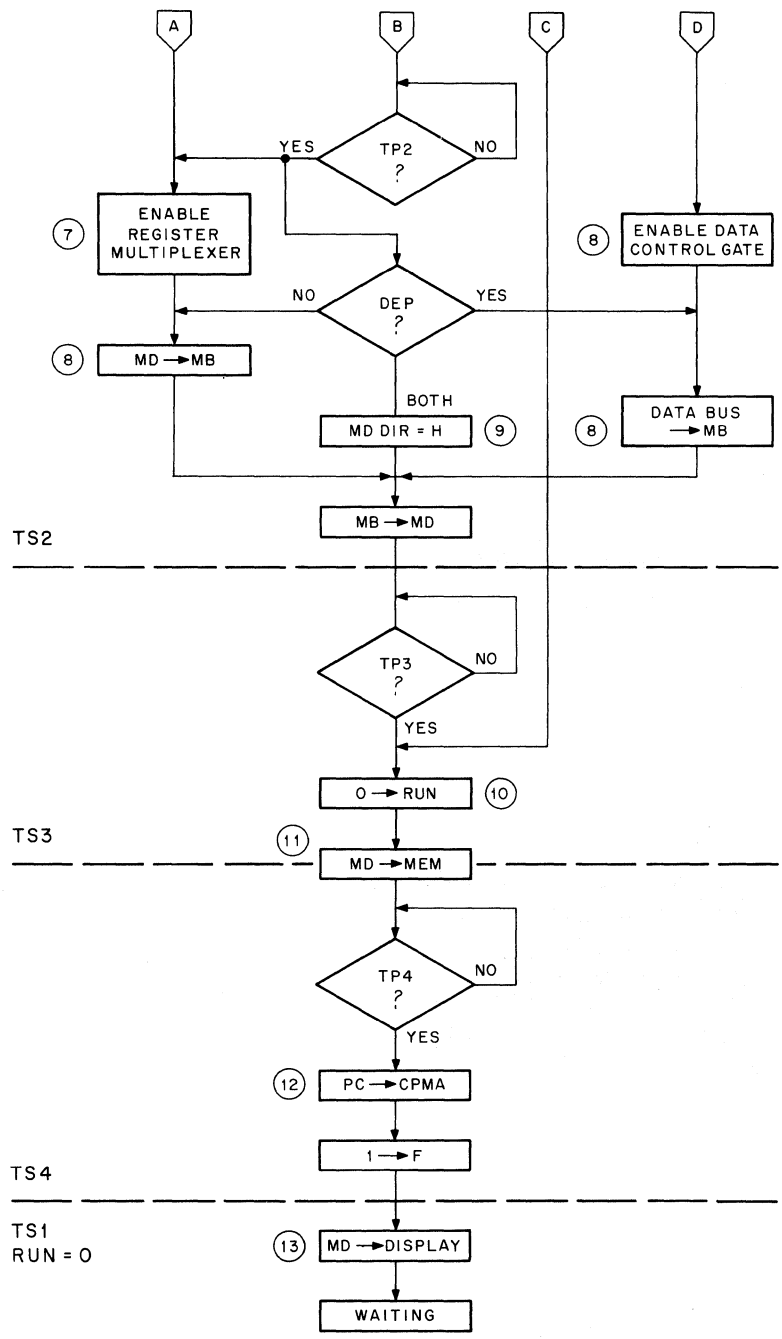 A B C D
TP2
?
YES
NO
7
ENABLE
REGISTER
MULTIPLEXER
8
ENABLE DATA
CONTROL GATE
DEP
?
NO
YES
8
MD → MB
BOTH
MD DIR = H
9
8
DATA BUS
→ MB
MB → MD
TS2
TP3
?
NO
YES
0 → RUN
10
TS3
11
MD → MEM
TP4
?
NO
YES
12
PC → CPMA
1 → F
TS4
TS1
RUN = 0
13
MD → DISPLAY
WAITING